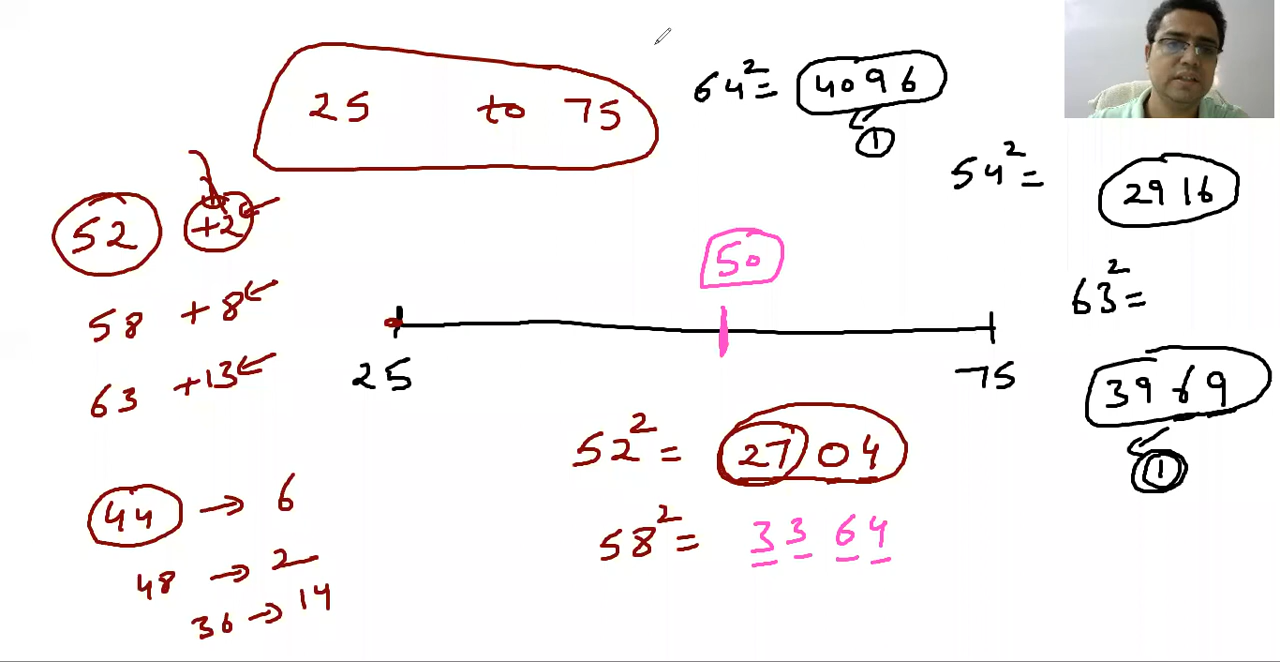 25 to 75
64² = 4096
1
54² = 2916
52 +2
50
63² =
58 +8
25 75
3969
63 +13
1
52² = 2704
44 → 6
58² = 3364
48 → 2
36 → 14